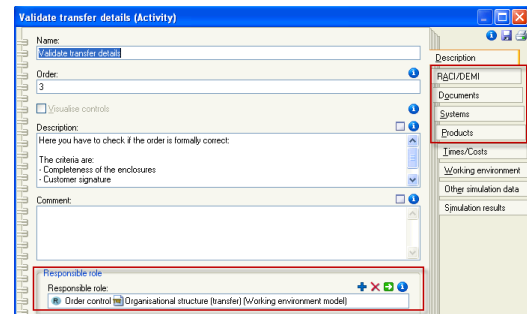 Validate transfer details (Activity)
Name:
Validate transfer details
Order:
3
Visualise controls
Description:
Here you have to check if the order is formally correct:
The criteria are:
- Completeness of the enclosures
- Customer signature
Comment:
Responsible role
Responsible role:
Order control Organisational structure (transfer) (Working environment model)
Description
RACI/DEMI
Documents
Systems
Products
Times/Costs
Working environment
Other simulation data
Simulation results